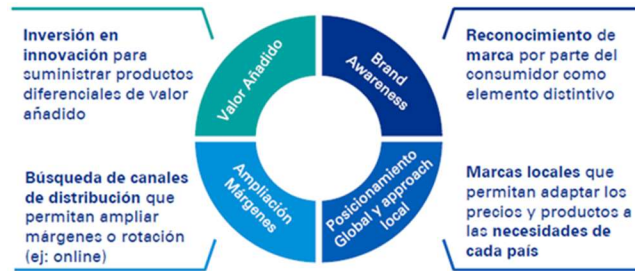 Inversión en
innovación para
suministrar productos
diferenciales de valor
añadido
Valor Añadido
Brand
Awareness
Reconocimiento de
marca por parte del
consumidor como
elemento distintivo
Búsqueda de canales
de distribución que
permitan ampliar
márgenes o rotación
(ej: online)
Ampliación
Márgenes
Posicionamiento
Global y approach
local
Marcas locales que
permitan adaptar los
precios y productos a
las necesidades de
cada país